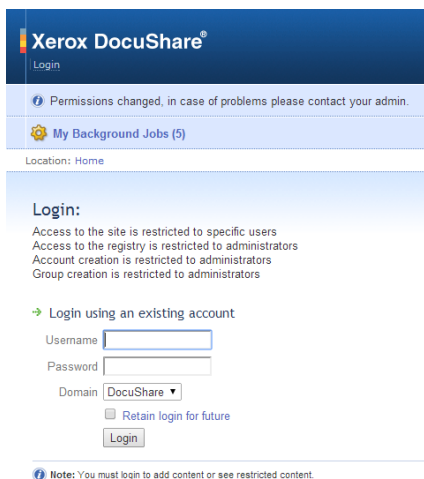 Xerox DocuShare®
Login
Permissions changed, in case of problems please contact your admin.
My Background Jobs (5)
Location: Home
Login:
Access to the site is restricted to specific users
Access to the registry is restricted to administrators
Account creation is restricted to administrators
Group creation is restricted to administrators
Login using an existing account
Username
Password
Domain DocuShare
Retain login for future
Login
Note: You must login to add content or see restricted content.